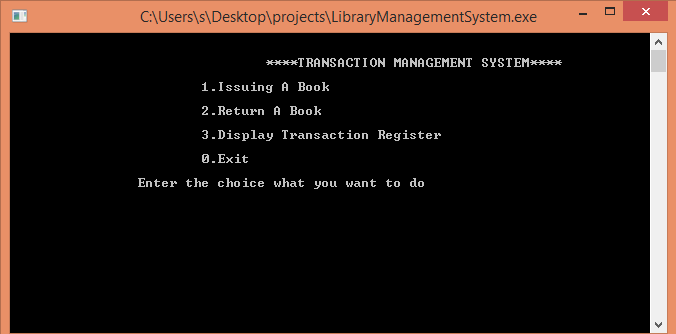 C:\Users\s\Desktop\projects\LibraryManagementSystem.exe
****TRANSACTION MANAGEMENT SYSTEM****
1.Issuing A Book
2.Return A Book
3.Display Transaction Register
0.Exit
Enter the choice what you want to do